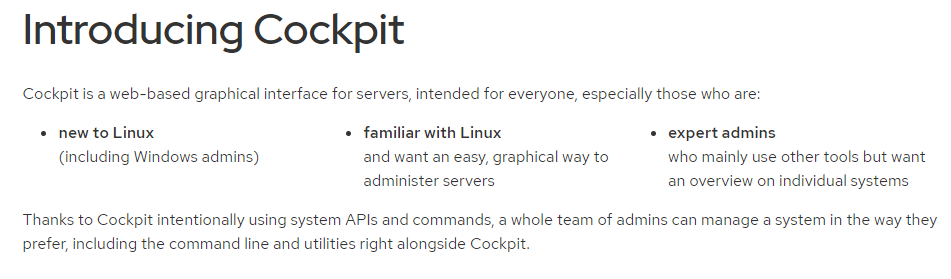 Introducing Cockpit
Cockpit is a web-based graphical interface for servers, intended for everyone, especially those who are:
• new to Linux
(including Windows admins)
• familiar with Linux
and want an easy, graphical way to
administer servers
• expert admins
who mainly use other tools but want
an overview on individual systems
Thanks to Cockpit intentionally using system APIs and commands, a whole team of admins can manage a system in the way they
prefer, including the command line and utilities right alongside Cockpit.